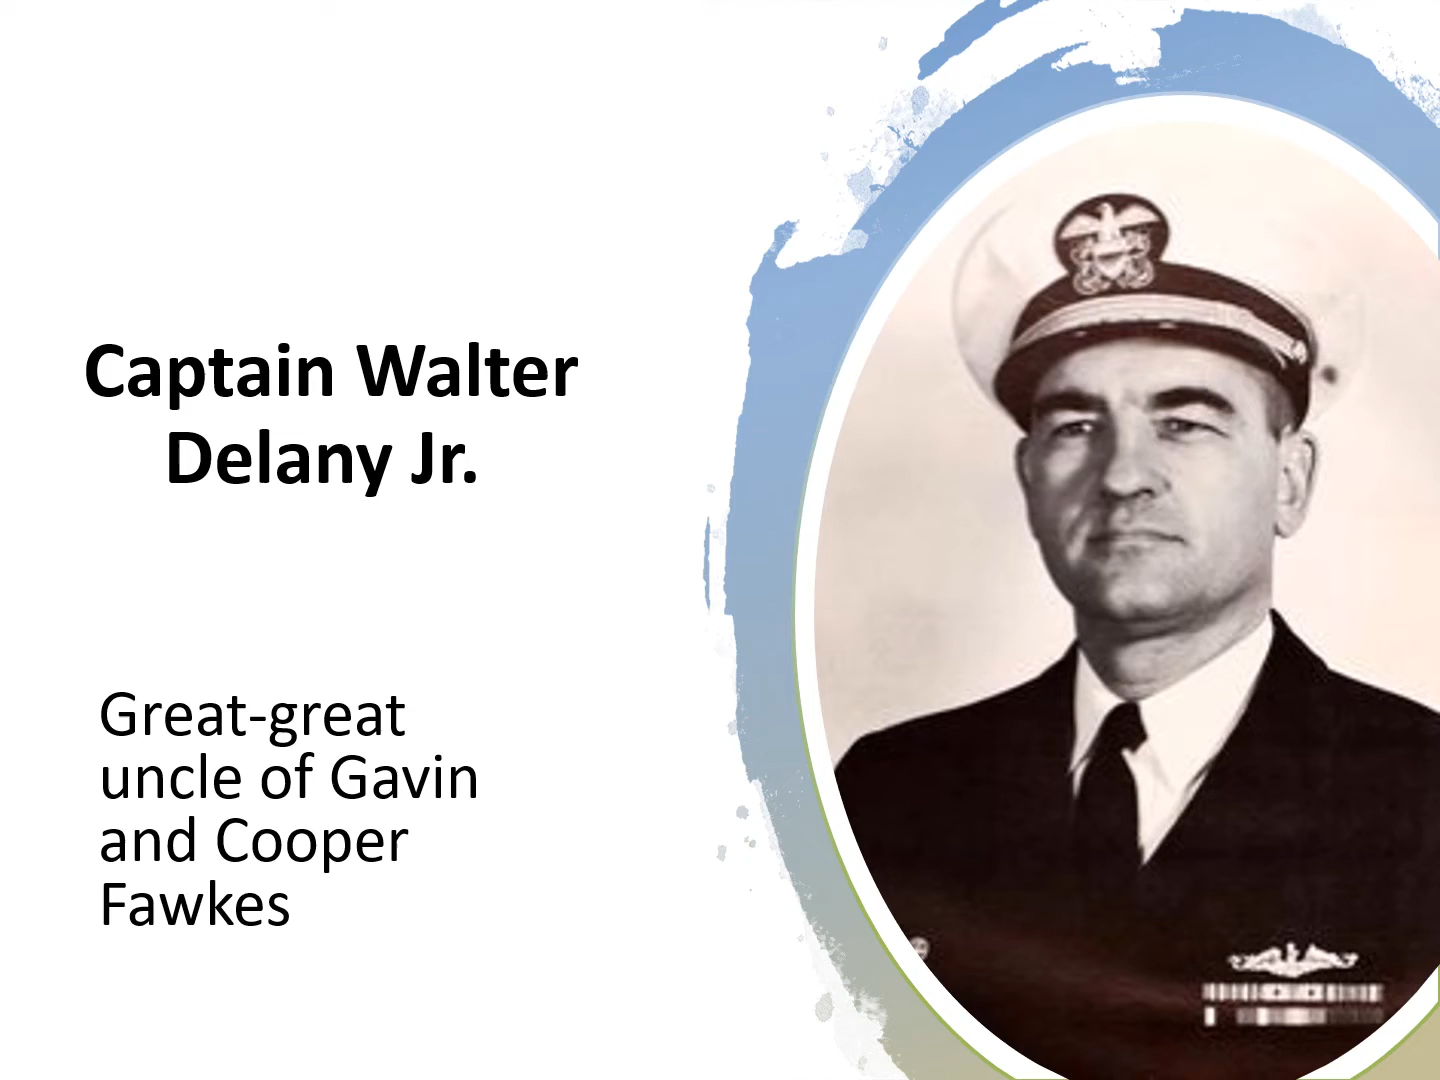 Captain Walter
Delany Jr.
Great-great
uncle of Gavin
and Cooper
Fawkes